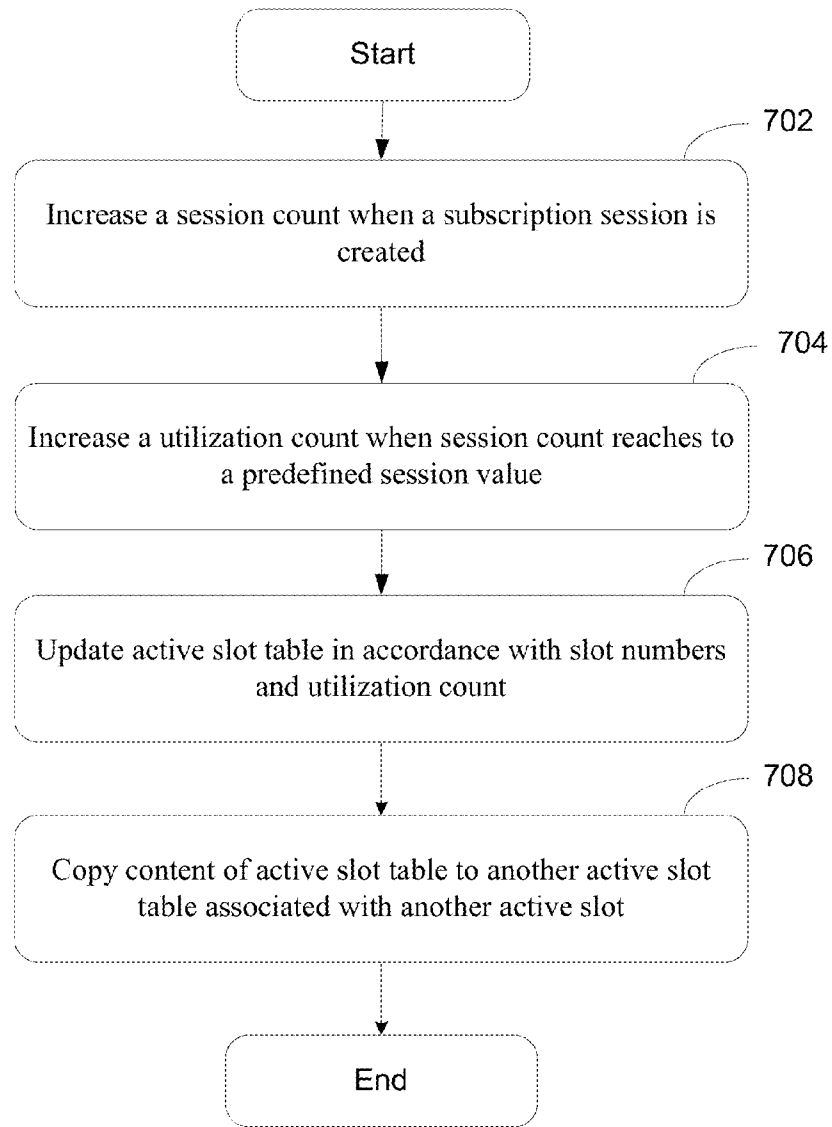 Start
702
Increase a session count when a subscription session is
created
704
Increase a utilization count when session count reaches to
a predefined session value
706
Update active slot table in accordance with slot numbers
and utilization count
708
Copy content of active slot table to another active slot
table associated with another active slot
End